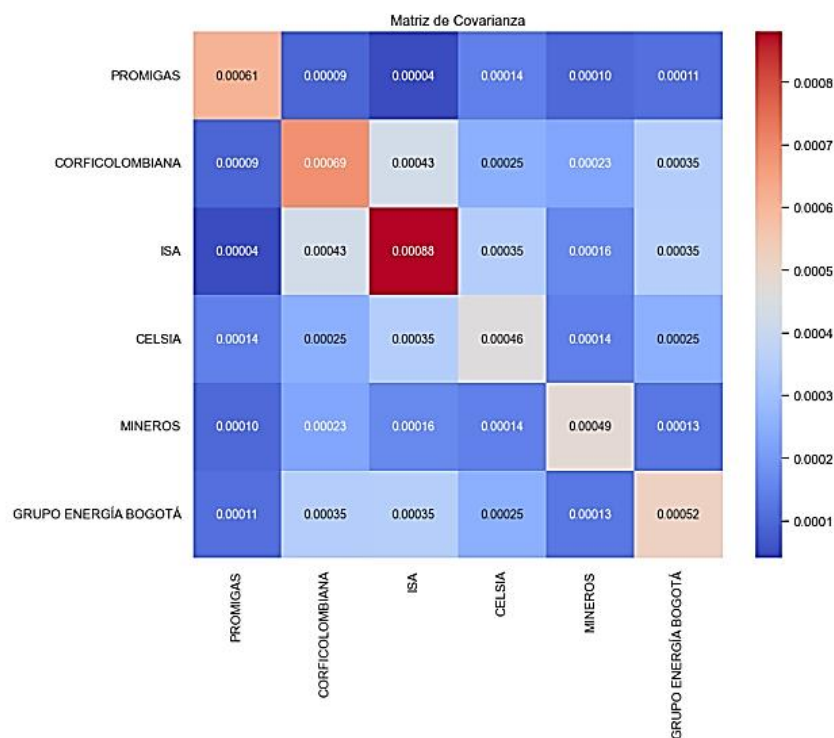 Matriz de Covarianza
PROMIGAS 0.00061 0.00009 0.00004 0.00014 0.00010 0.00011
CORFICOLOMBIANA 0.00009 0.00069 0.00043 0.00025 0.00023 0.00035
ISA 0.00004 0.00043 0.00088 0.00035 0.00016 0.00035
CELSIA 0.00014 0.00025 0.00035 0.00046 0.00014 0.00025
MINEROS 0.00010 0.00023 0.00016 0.00014 0.00049 0.00013
GRUPO ENERGÍA BOGOTÁ 0.00011 0.00035 0.00035 0.00025 0.00013 0.00052
PROMIGAS
CORFICOLOMBIANA
ISA
CELSIA
MINEROS
GRUPO ENERGÍA BOGOTÁ
0.0008
0.0007
0.0006
0.0005
0.0004
0.0003
0.0002
0.0001